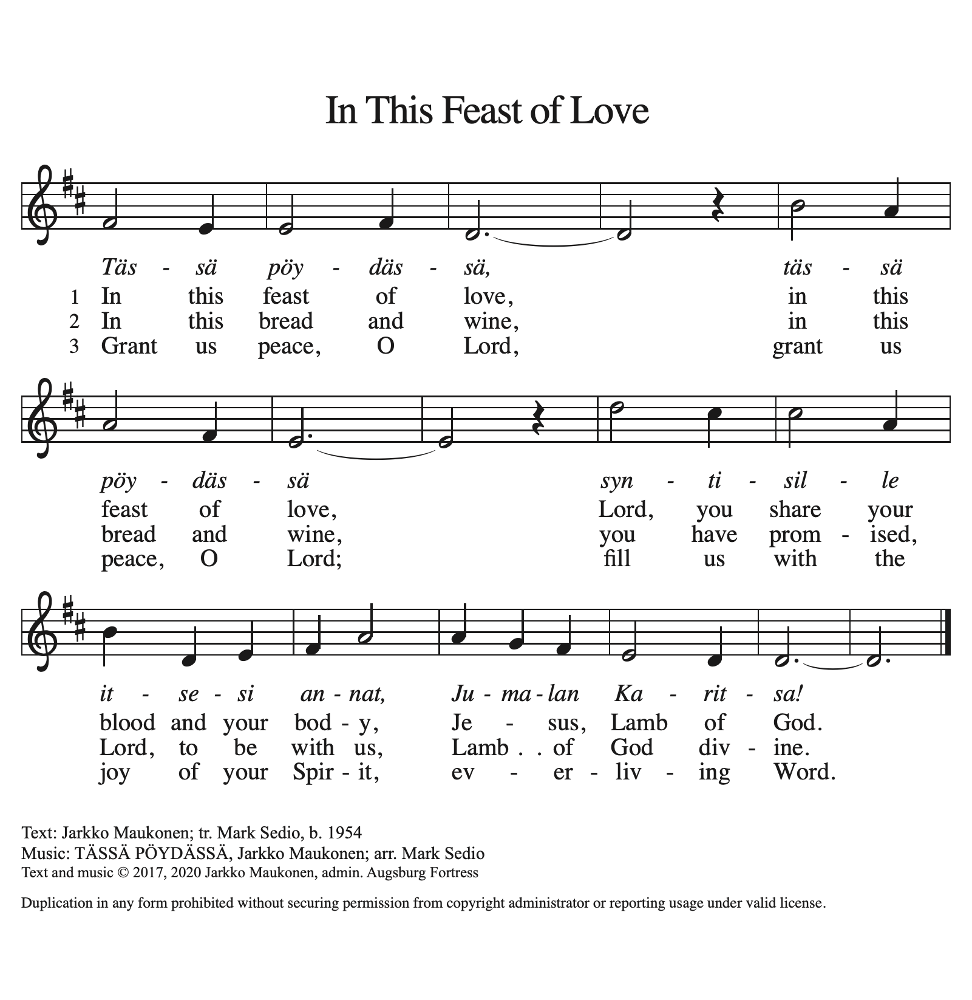 In This Feast of Love
Täs - sä pöy - däs - sä, täs - sä
1 In this feast of love, in this
2 In this bread and wine, in this
3 Grant us peace, O Lord, grant us
pöy - däs - sä syn - ti - sil - le
feast of love, Lord, you share your
bread and wine, you have prom - ised,
peace, O Lord; fill us with the
it - se - si an - nat, Ju - ma - lan Ka - rit - sa!
blood and your bod - y, Je - sus, Lamb of God.
Lord, to be with us, Lamb . . of God div - ine.
joy of your Spir - it, ev - er - liv - ing Word.
Text: Jarkko Maukonen; tr. Mark Sedio, b. 1954
Music: TÄSSÄ PÖYDÄSSÄ, Jarkko Maukonen; arr. Mark Sedio
Text and music © 2017, 2020 Jarkko Maukonen, admin. Augsburg Fortress
Duplication in any form prohibited without securing permission from copyright administrator or reporting usage under valid license.